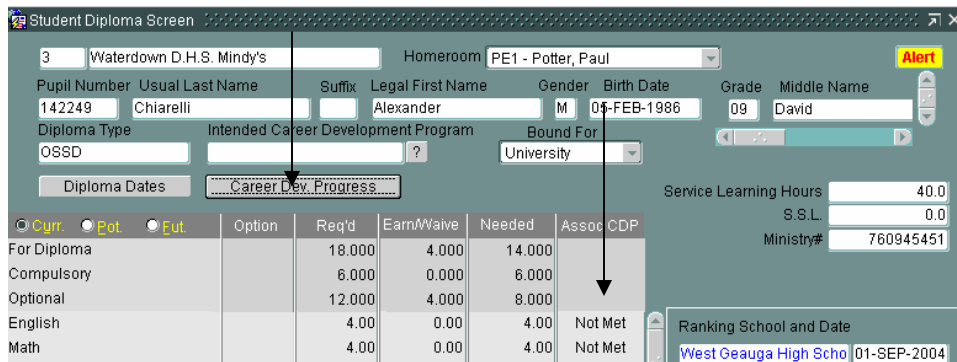 Student Diploma Screen
3 Waterdown D.H.S. Mindy's Homeroom PE1 - Potter, Paul Alert
Pupil Number Usual Last Name Suffix Legal First Name Gender Birth Date Grade Middle Name
142249 Chiarelli Alexander M 05-FEB-1986 09 David
Diploma Type Intended Career Development Program Bound For
OSSD ? University
Diploma Dates Career Dev. Progress Service Learning Hours 40.0
S.S.L. 0.0
Curr. Pot. Fut. Option Req'd Earn/Waive Needed Assoc CDP
Ministry# 760945451
For Diploma 18.000 4.000 14.000
Compulsory 6.000 0.000 6.000
Optional 12.000 4.000 8.000
English 4.00 0.00 4.00 Not Met Ranking School and Date
Math 4.00 0.00 4.00 Not Met West Geauga High Scho 01-SEP-2004